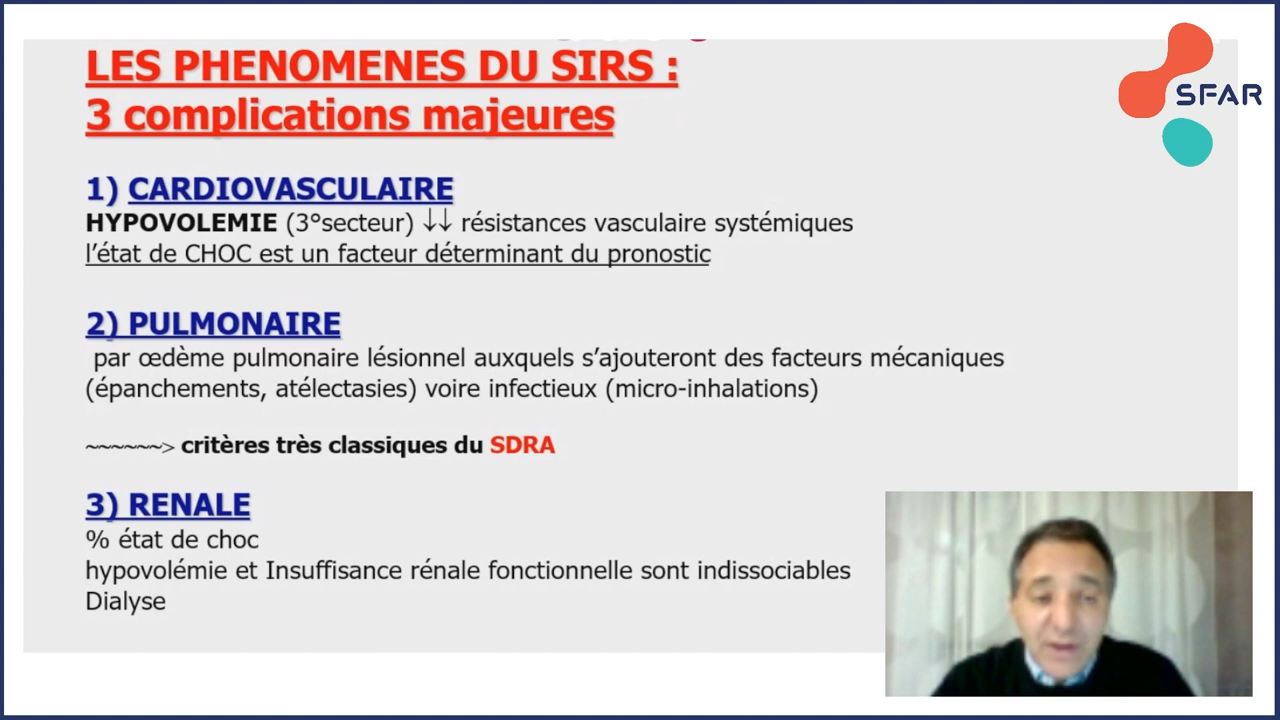 LES PHENOMENES DU SIRS :
3 complications majeures
SFAR
1) CARDIOVASCULAIRE
HYPOVOLEMIE (3°secteur) ↓↓ résistances vasculaire systémiques
l’état de CHOC est un facteur déterminant du pronostic
2) PULMONAIRE
par œdème pulmonaire lésionnel auxquels s’ajouteront des facteurs mécaniques
(épanchements, atélectasies) voire infectieux (micro-inhalations)
~~~~~~> critères très classiques du SDRA
3) RENALE
% état de choc
hypovolémie et Insuffisance rénale fonctionnelle sont indissociables
Dialyse